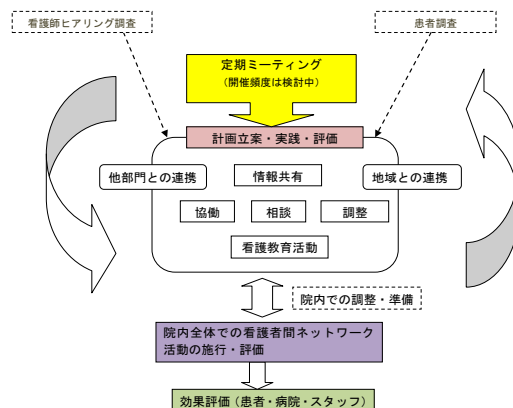 看護師ヒアリング調査
患者調査
定期ミーティング
（開催頻度は検討中）
計画立案・実践・評価
他部門との連携
情報共有
地域との連携
協働
相談
調整
看護教育活動
院内での調整・準備
院内全体での看護者間ネットワーク
活動の施行・評価
効果評価（患者・病院・スタッフ）